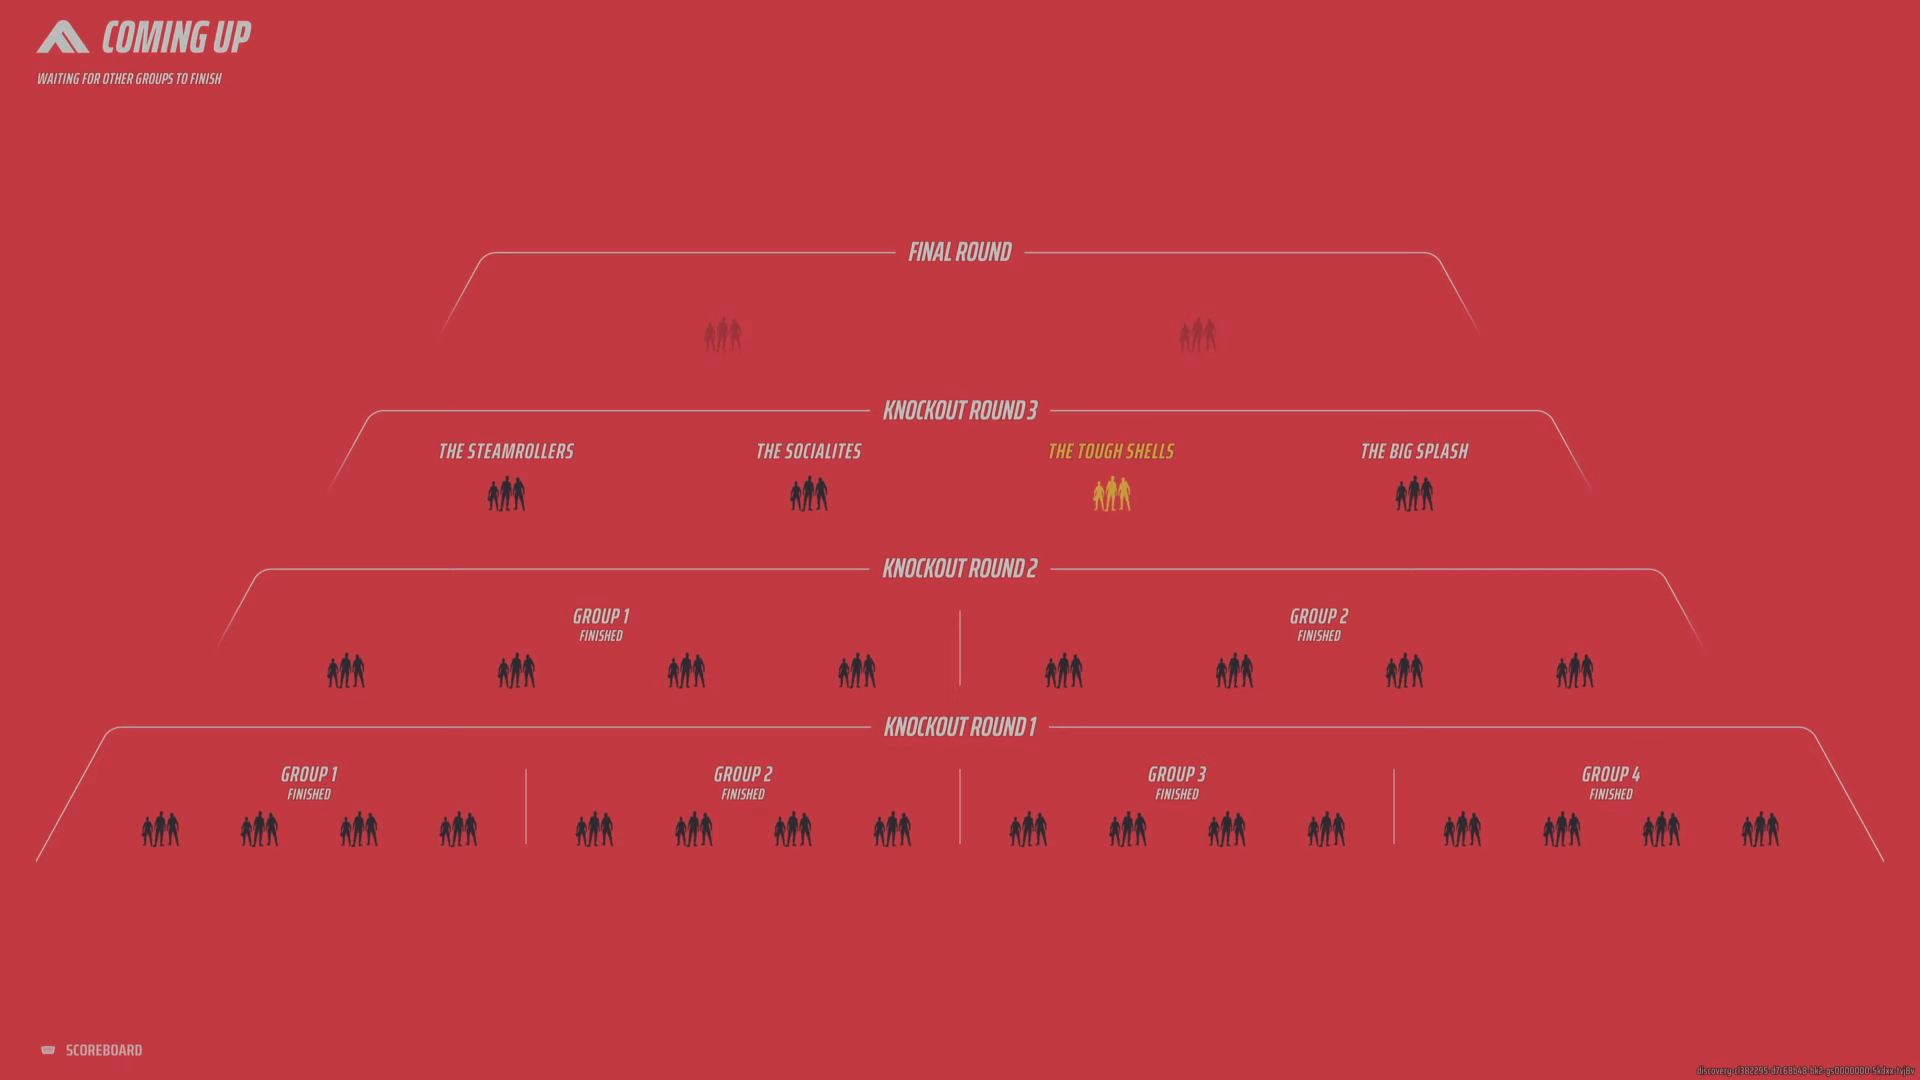 COMING UP
WAITING FOR OTHER GROUPS TO FINISH
FINAL ROUND
KNOCKOUT ROUND 3
THE STEAMROLLERS
THE SOCIALITES
THE TOUGH SHELLS
THE BIG SPLASH
KNOCKOUT ROUND 2
GROUP 1
FINISHED
GROUP 2
FINISHED
KNOCKOUT ROUND 1
GROUP 1
FINISHED
GROUP 2
FINISHED
GROUP 3
FINISHED
GROUP 4
FINISHED
SCOREBOARD